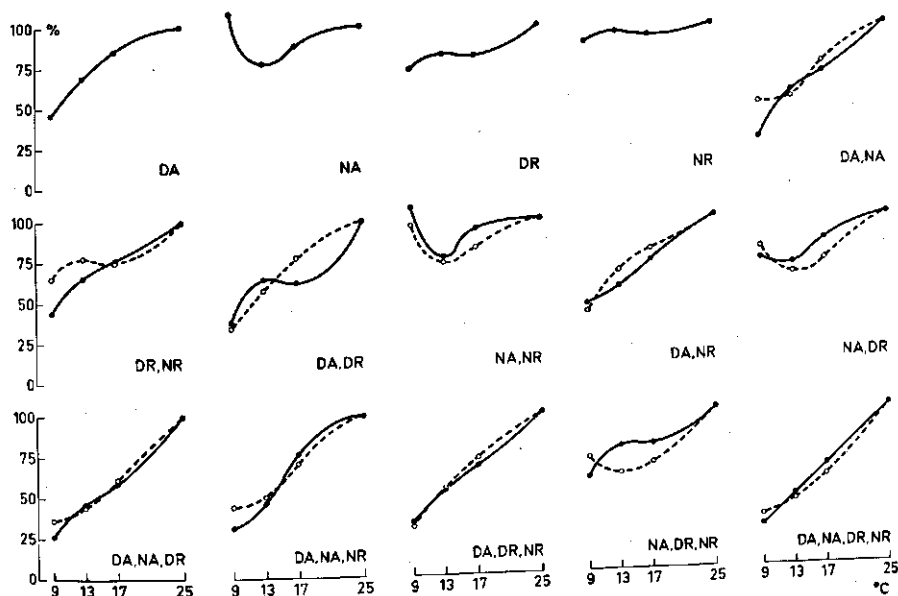 100 %
75
50
25
0
DA
NA
DR
NR
DA,NA
100
75
50
25
0
DR,NR
DA,DR
NA,NR
DA,NR
NA,DR
100
75
50
25
0
DA,NA,DR
DA,NA,NR
DA,DR,NR
NA,DR,NR
DA,NA,DR,NR
9 13 17 25
9 13 17 25
9 13 17 25
9 13 17 25
9 13 17 25
°C